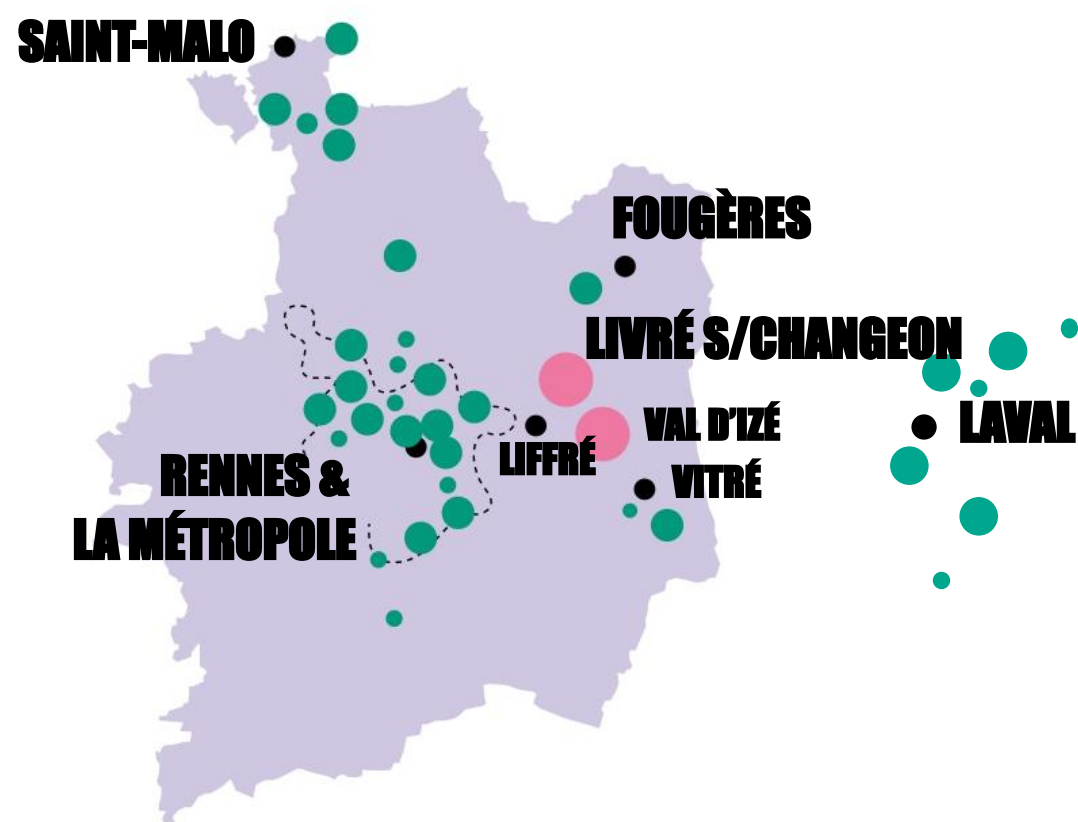 SAINT-MALO
FOUGÈRES
LIVRÉ S/CHANGEON
VAL D'IZÉ
LAVAL
LIFFRÉ
VITRÉ
RENNES &
LA MÉTROPOLE